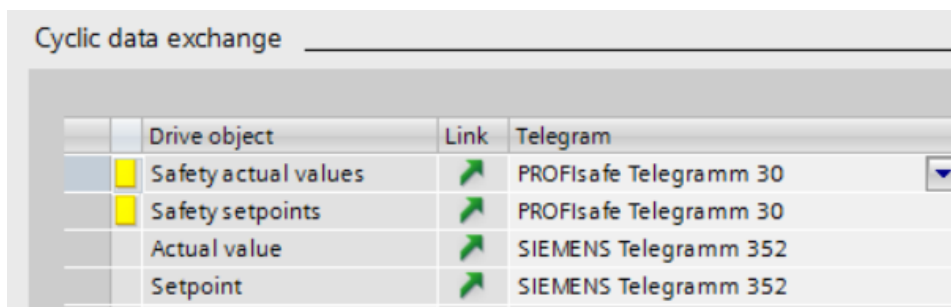 Cyclic data exchange
Drive object Link Telegram
Safety actual values PROFIsafe Telegramm 30
Safety setpoints PROFIsafe Telegramm 30
Actual value SIEMENS Telegramm 352
Setpoint SIEMENS Telegramm 352